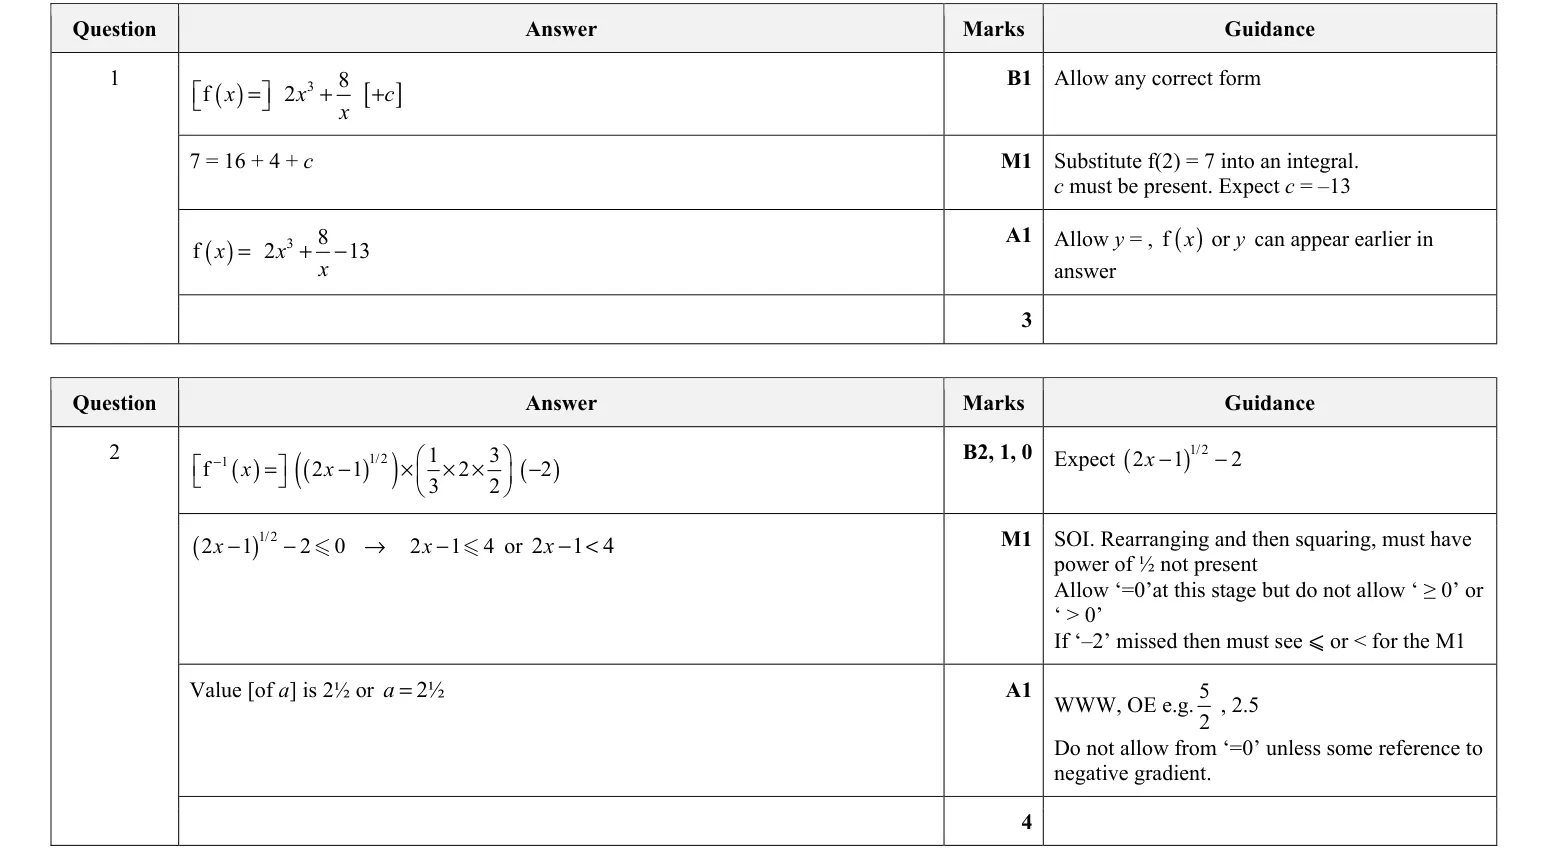 Question Answer Marks Guidance
1 [f(x)=] 2x³ + 8/x [+c] B1 Allow any correct form
7 = 16 + 4 + c M1 Substitute f(2) = 7 into an integral.
c must be present. Expect c = –13
f(x) = 2x³ + 8/x − 13 A1 Allow y = , f(x) or y can appear earlier in
answer
3
Question Answer Marks Guidance
2 [f⁻¹(x)=] ((2x−1)^1/2) × (1/3 × 2 × 3/2) (−2) B2, 1, 0 Expect (2x−1)^1/2 − 2
(2x−1)^1/2 − 2 ⩽ 0 → 2x−1 ⩽ 4 or 2x−1 < 4 M1 SOI. Rearranging and then squaring, must have
power of ½ not present
Allow ‘=0’at this stage but do not allow ‘ ≥ 0’ or
‘ > 0’
If ‘–2’ missed then must see ⩽ or < for the M1
Value [of a] is 2½ or a = 2½ A1 WWW, OE e.g. 5/2 , 2.5
Do not allow from ‘=0’ unless some reference to
negative gradient.
4